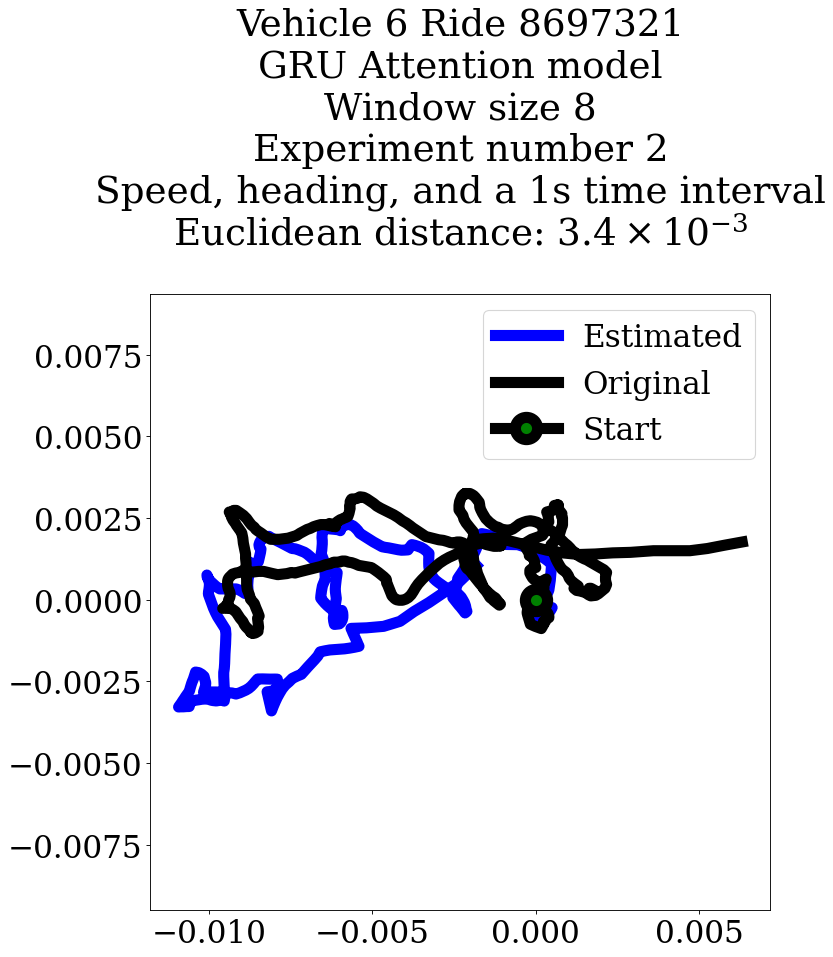 Vehicle 6 Ride 8697321
GRU Attention model
Window size 8
Experiment number 2
Speed, heading, and a 1s time interval
Euclidean distance: 3.4 × 10⁻³
Estimated
Original
Start
0.0075
0.0050
0.0025
0.0000
−0.0025
−0.0050
−0.0075
−0.010 −0.005 0.000 0.005